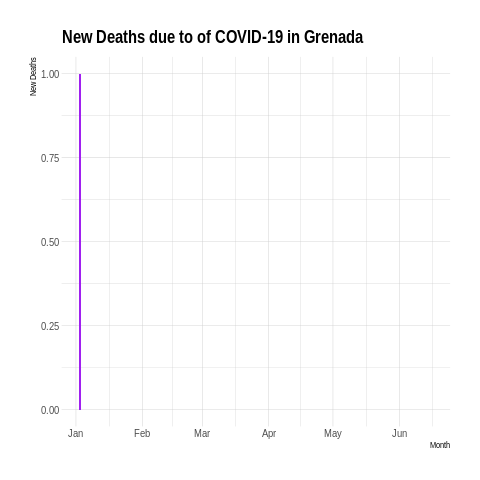 New Deaths due to of COVID-19 in Grenada
New Deaths
1.00
0.75
0.50
0.25
0.00
Jan Feb Mar Apr May Jun
Month